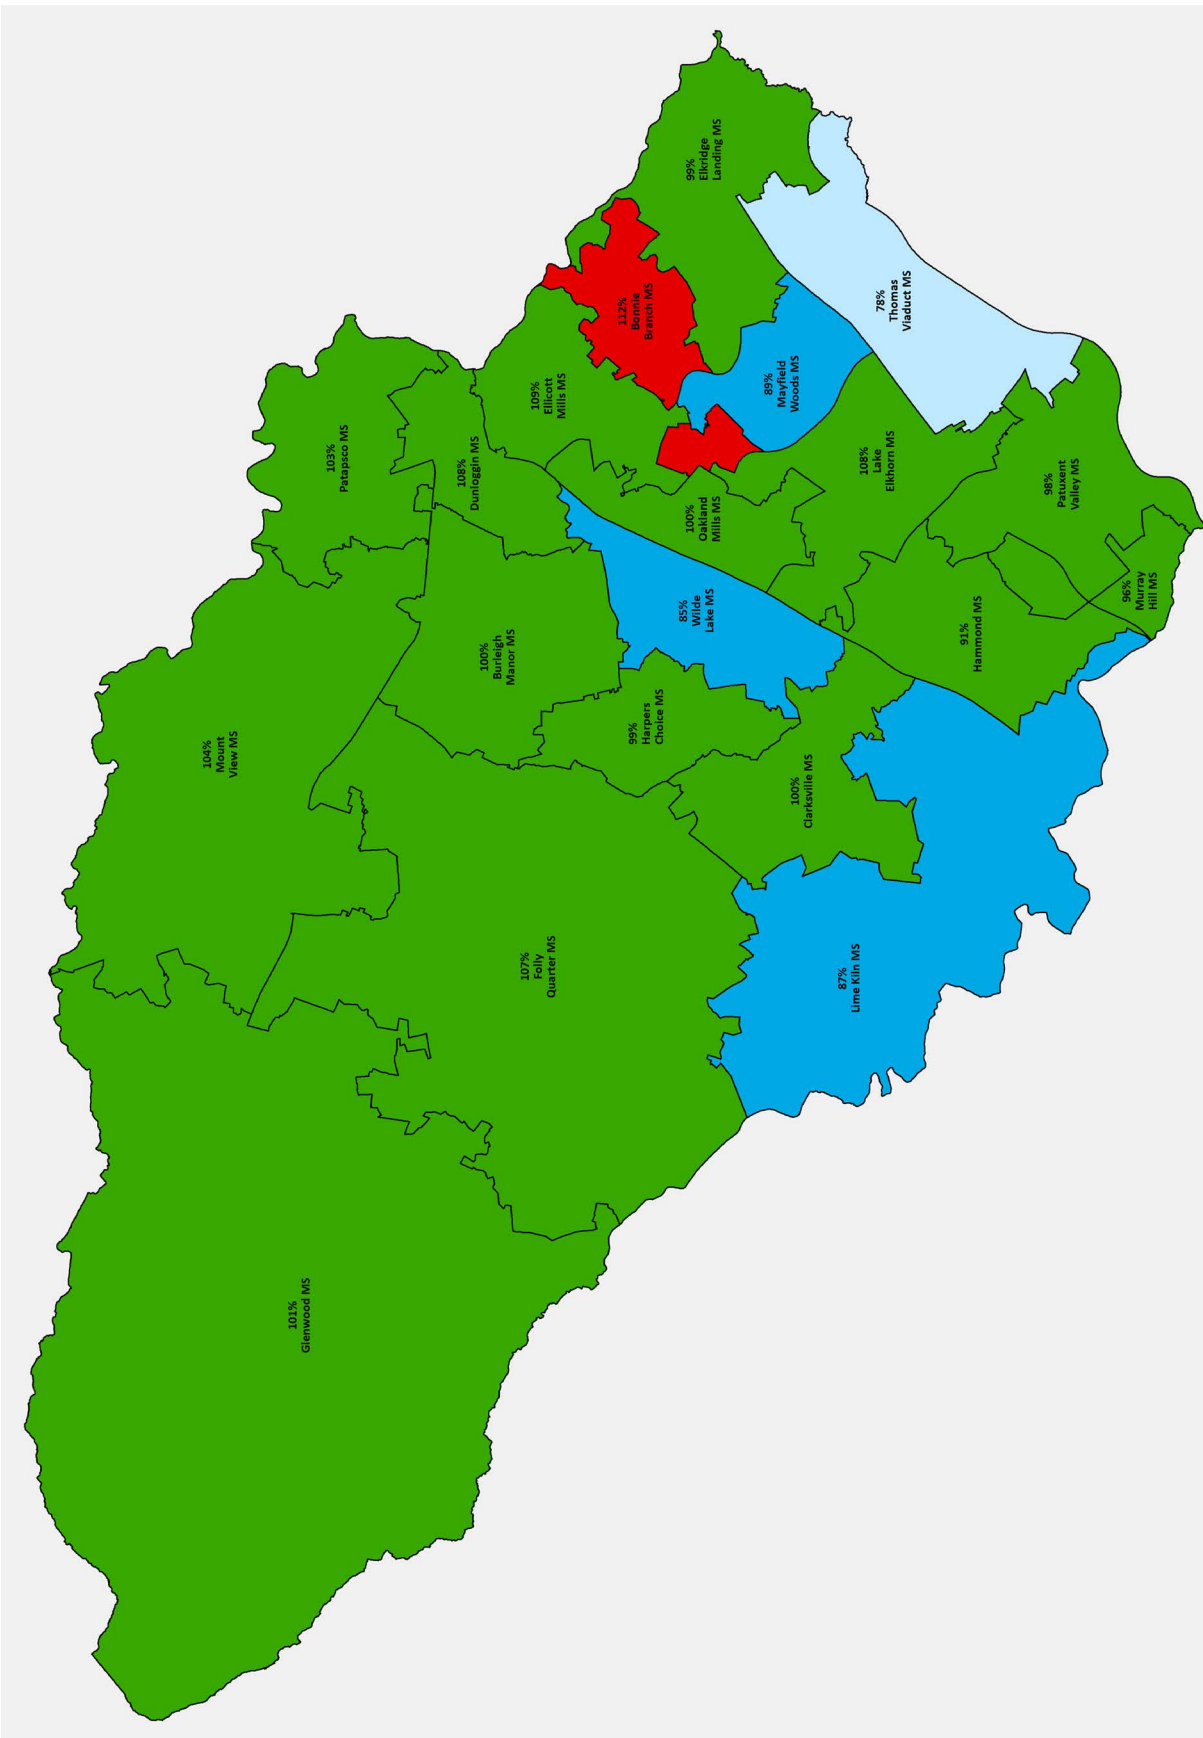 104%
Mount
View MS
101%
Glenwood MS
103%
Patapsco MS
108%
Dunloggin MS
100%
Burleigh
Manor MS
107%
Folly
Quarter MS
109%
Ellicott
Mills MS
112%
Bonnie
Branch MS
99%
Harpers
Choice MS
85%
Wilde
Lake MS
100%
Oakland
Mills MS
99%
Elkridge
Landing MS
89%
Mayfield
Woods MS
100%
Clarksville MS
87%
Lime Kiln MS
108%
Lake
Elkhorn MS
78%
Thomas
Viaduct MS
91%
Hammond MS
98%
Patuxent
Valley MS
96%
Murray
Hill MS